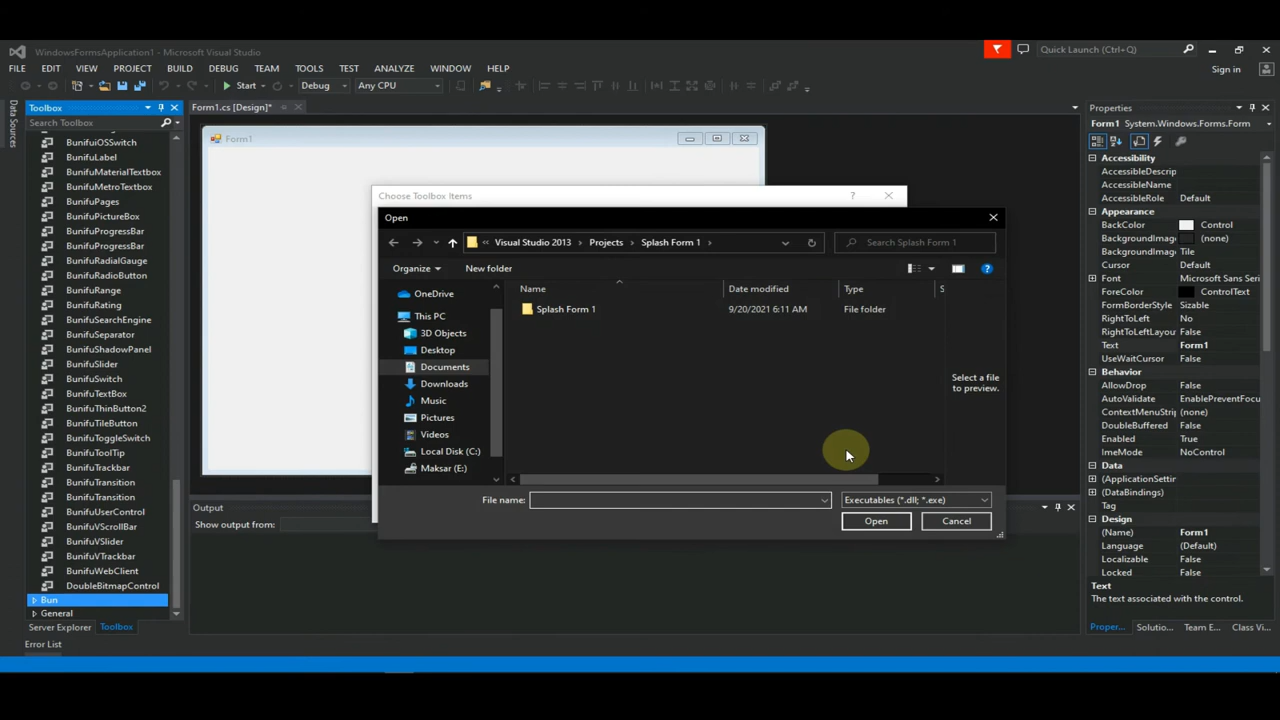 WindowsFormsApplication1 - Microsoft Visual Studio
Quick Launch (Ctrl+Q)
FILE EDIT VIEW PROJECT BUILD DEBUG TEAM TOOLS TEST ANALYZE WINDOW HELP
Sign in
Start Debug Any CPU
Data Sources
Toolbox
Search Toolbox
BunifuiOSSwitch
BunifuLabel
BunifuMaterialTextbox
BunifuMetroTextbox
BunifuPages
BunifuPictureBox
BunifuProgressBar
BunifuProgressBar
BunifuRadialGauge
BunifuRadioButton
BunifuRating
BunifuSearchEngine
BunifuSeparator
BunifuShadowPanel
BunifuSlider
BunifuSwitch
BunifuTextBox
BunifuThinButton2
BunifuTileButton
BunifuToggleSwitch
BunifuToolTip
BunifuTrackbar
BunifuTransition
BunifuTransition
BunifuUserControl
BunifuVScrollBar
BunifuVSlider
BunifuVTrackbar
BunifuWebClient
DoubleBitmapControl
Bun
General
Server Explorer Toolbox
Error List
Form1.cs [Design]*
Form1
Choose Toolbox Items ?
Open
Visual Studio 2013 Projects Splash Form 1
Search Splash Form 1
Organize New folder
OneDrive
This PC
3D Objects
Desktop
Documents
Downloads
Music
Pictures
Videos
Local Disk (C:)
Maksar (E:)
Name Date modified Type S
Splash Form 1 9/20/2021 6:11 AM File folder
Select a file
to preview.
File name: Executables (*.dll; *.exe)
Open Cancel
Output
Show output from:
Properties
Form1 System.Windows.Forms.Form
Accessibility
AccessibleDescrip
AccessibleName
AccessibleRole Default
Appearance
BackColor Control
BackgroundImag (none)
BackgroundImag Tile
Cursor Default
Font Microsoft Sans Seri
ForeColor ControlText
FormBorderStyle Sizable
RightToLeft No
RightToLeftLayou False
Text Form1
UseWaitCursor False
Behavior
AllowDrop False
AutoValidate EnablePreventFocu
ContextMenuStrip (none)
DoubleBuffered False
Enabled True
ImeMode NoControl
Data
(ApplicationSettin
(DataBindings)
Tag
Design
(Name) Form1
Language (Default)
Localizable False
Locked False
Text
The text associated with the control.
Proper... Solutio... Team E... Class Vi...